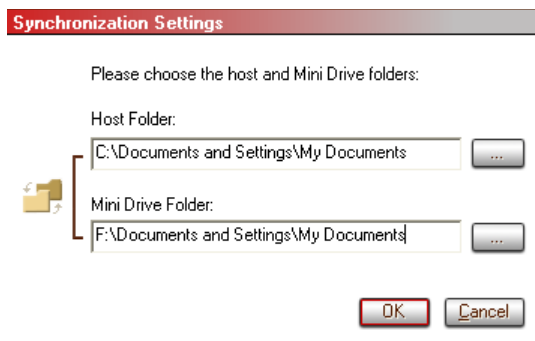 Synchronization Settings
Please choose the host and Mini Drive folders:
Host Folder:
C:\Documents and Settings\My Documents
...
Mini Drive Folder:
F:\Documents and Settings\My Documents
...
OK
Cancel